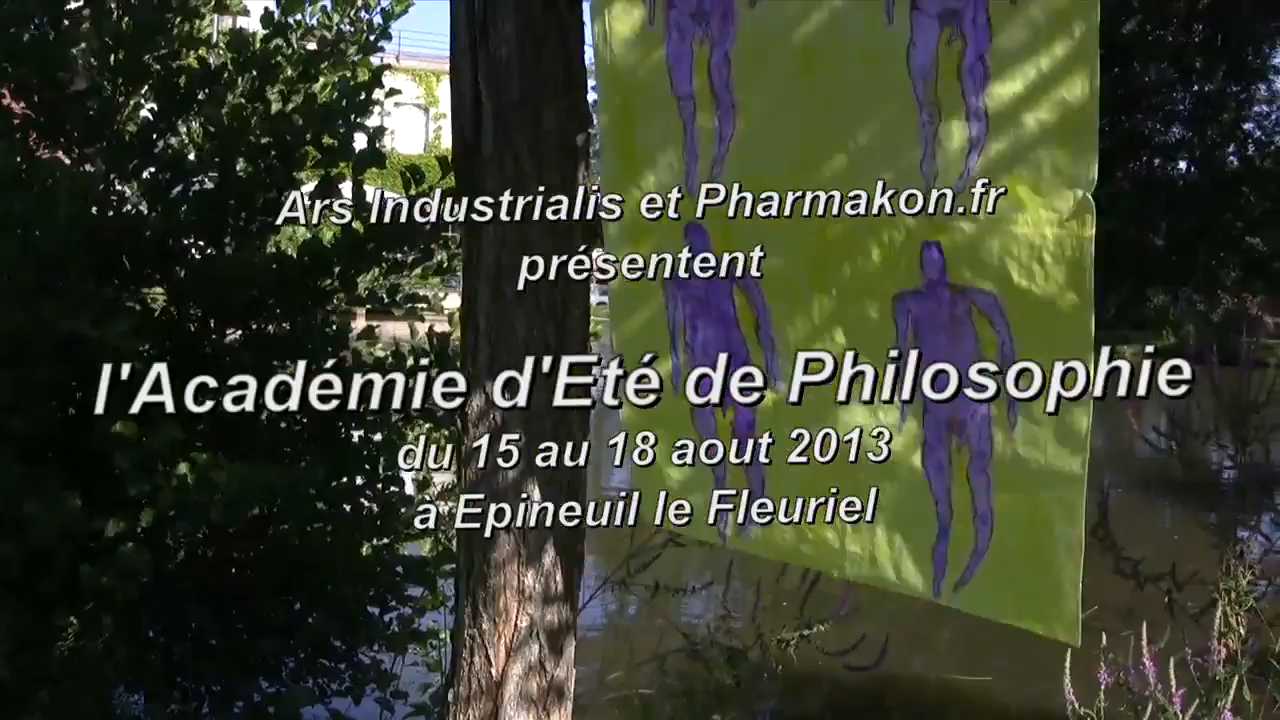 Ars Industrialis et Pharmakon.fr
présentent
l'Académie d'Eté de Philosophie
du 15 au 18 aout 2013
a Epineuil le Fleuriel